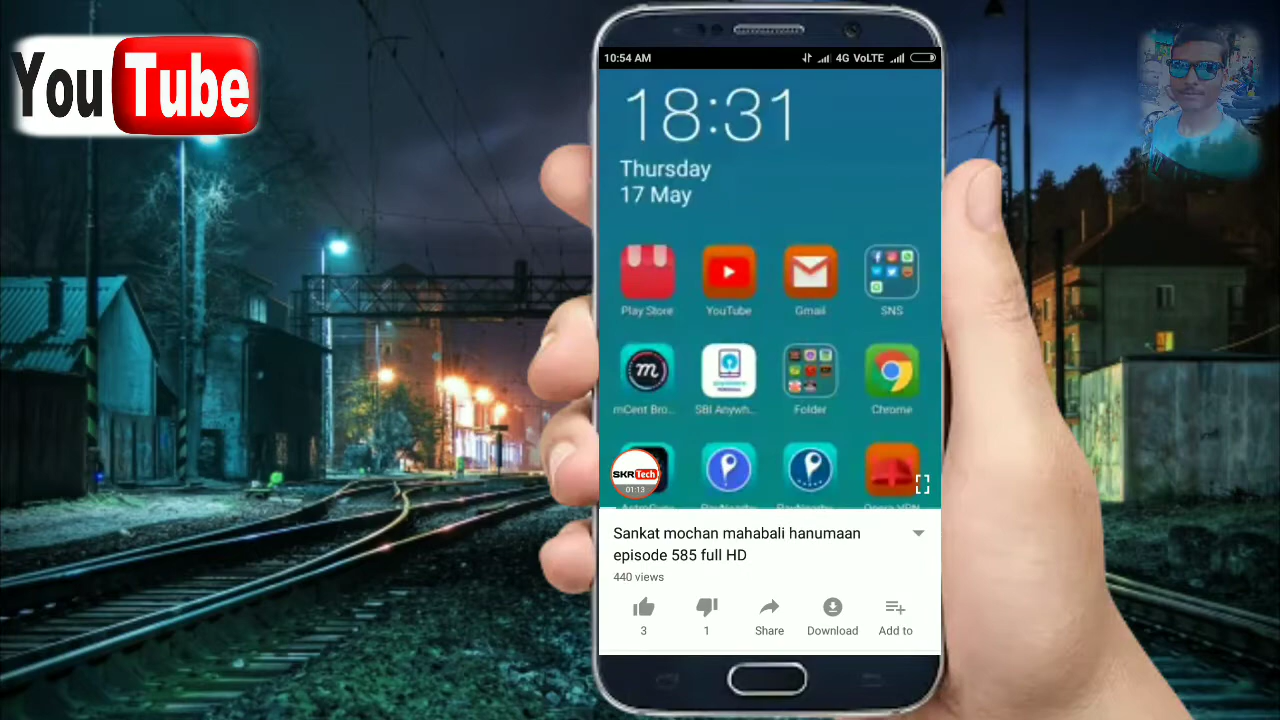 YouTube
10:54 AM
4G VoLTE
18:31
Thursday
17 May
Play Store
YouTube
Gmail
SNS
mCent Bro...
SBI Anywh...
Folder
Chrome
SKR Tech
01:13
Sankat mochan mahabali hanumaan
episode 585 full HD
440 views
3
1
Share
Download
Add to